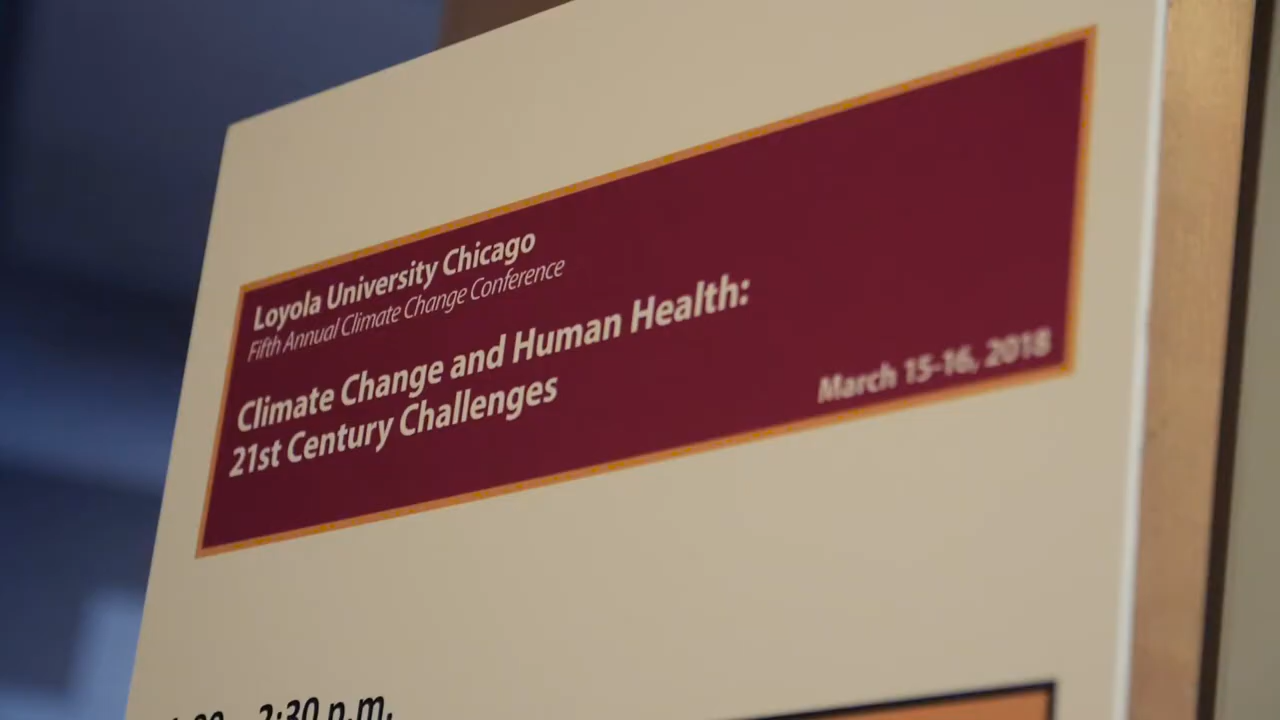 Loyola University Chicago
Fifth Annual Climate Change Conference
Climate Change and Human Health:
21st Century Challenges
March 15-16, 2018
2:30 p.m.